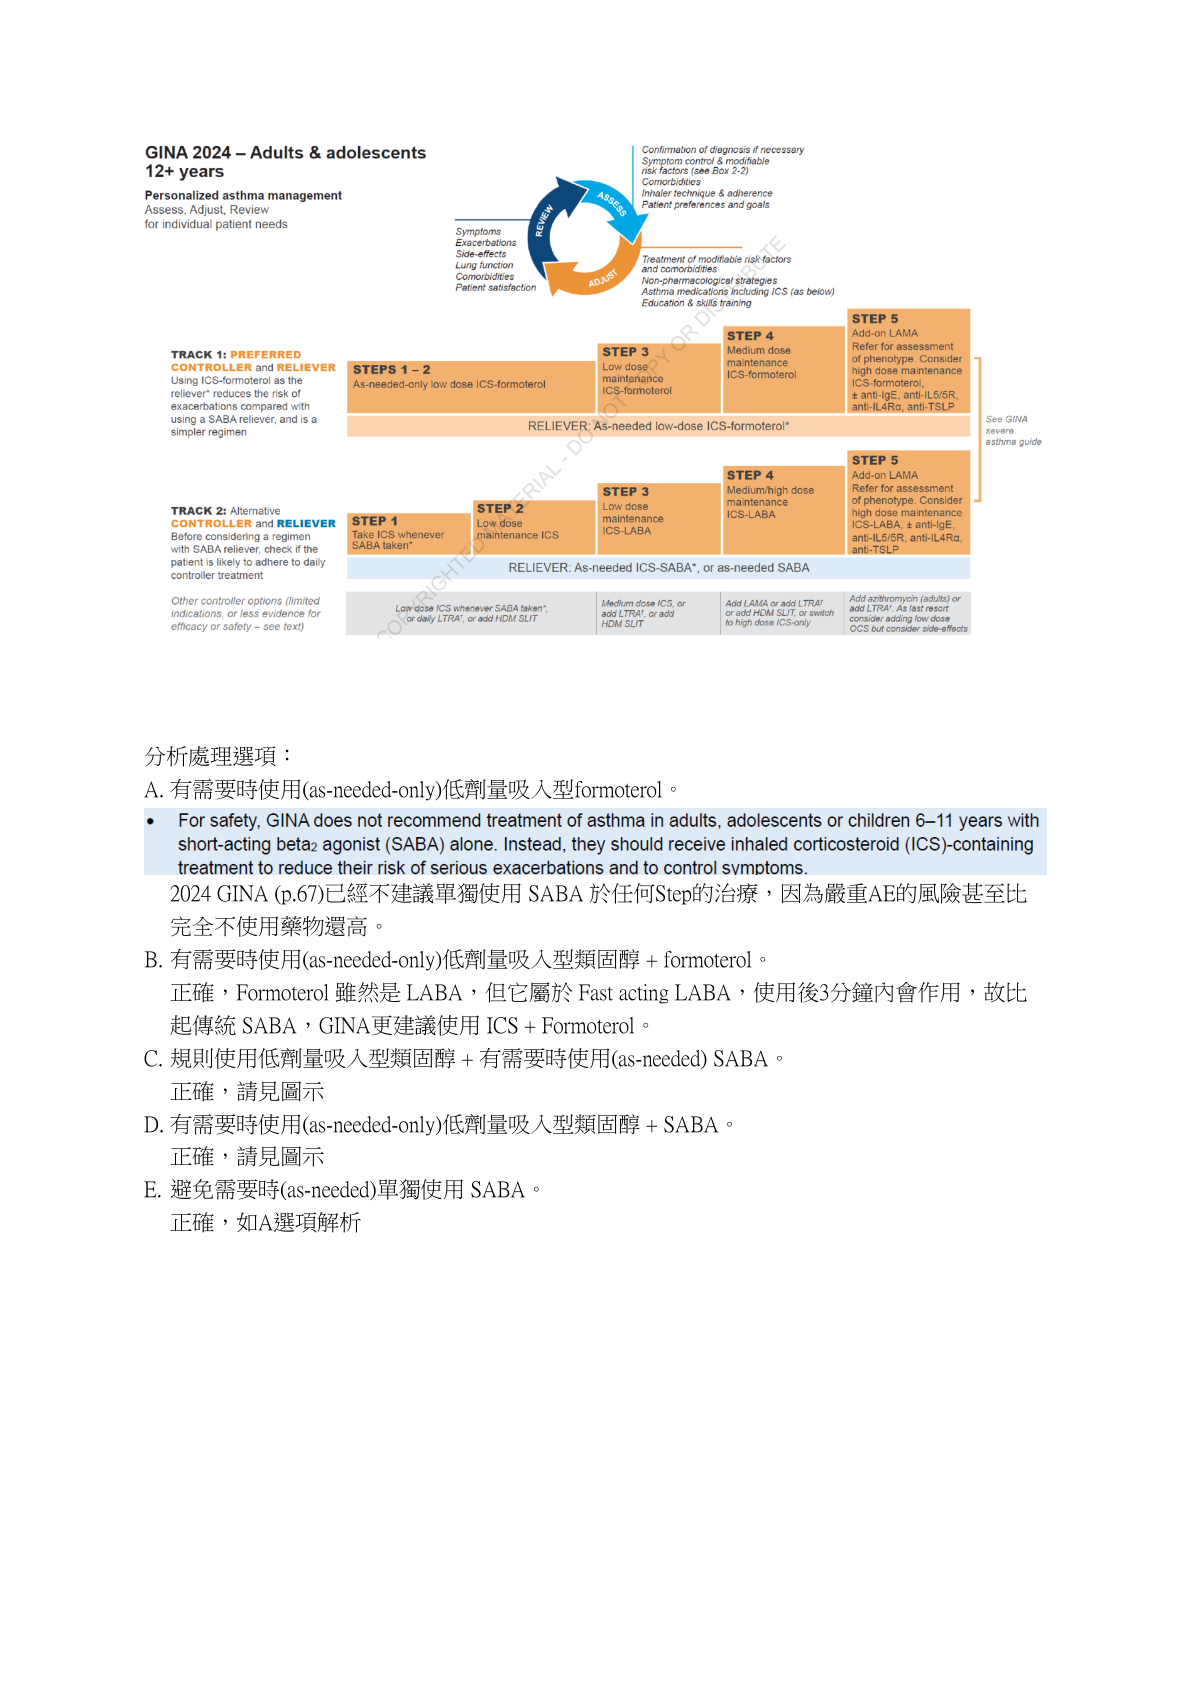 GINA 2024 – Adults & adolescents
12+ years
Personalized asthma management
Assess, Adjust, Review
for individual patient needs
Confirmation of diagnosis if necessary
Symptom control & modifiable
risk factors (see Box 2-2)
Comorbidities
Inhaler technique & adherence
Patient preferences and goals
REVIEW
ASSESS
ADJUST
Symptoms
Exacerbations
Side-effects
Lung function
Comorbidities
Patient satisfaction
Treatment of modifiable risk factors
and comorbidities
Non-pharmacological strategies
Asthma medications including ICS (as below)
Education & skills training
TRACK 1: PREFERRED
CONTROLLER and RELIEVER
Using ICS-formoterol as the
reliever* reduces the risk of
exacerbations compared with
using a SABA reliever, and is a
simpler regimen
STEPS 1 – 2
As-needed-only low dose ICS-formoterol
STEP 3
Low dose
maintenance
ICS-formoterol
STEP 4
Medium dose
maintenance
ICS-formoterol
STEP 5
Add-on LAMA
Refer for assessment
of phenotype. Consider
high dose maintenance
ICS-formoterol,
± anti-IgE, anti-IL5/5R,
anti-IL4Rα, anti-TSLP
RELIEVER: As-needed low-dose ICS-formoterol*
See GINA
severe
asthma guide
TRACK 2: Alternative
CONTROLLER and RELIEVER
Before considering a regimen
with SABA reliever, check if the
patient is likely to adhere to daily
controller treatment
STEP 1
Take ICS whenever
SABA taken*
STEP 2
Low dose
maintenance ICS
STEP 3
Low dose
maintenance
ICS-LABA
STEP 4
Medium/high dose
maintenance
ICS-LABA
STEP 5
Add-on LAMA
Refer for assessment
of phenotype. Consider
high dose maintenance
ICS-LABA, ± anti-IgE,
anti-IL5/5R, anti-IL4Rα,
anti-TSLP
RELIEVER: As-needed ICS-SABA*, or as-needed SABA
Other controller options (limited
indications, or less evidence for
efficacy or safety – see text)
Low dose ICS whenever SABA taken*,
or daily LTRA†, or add HDM SLIT
Medium dose ICS, or
add LTRA†, or add
HDM SLIT
Add LAMA or add LTRA†
or add HDM SLIT, or switch
to high dose ICS-only
Add azithromycin (adults) or
add LTRA†. As last resort
consider adding low dose
OCS but consider side-effects
COPYRIGHTED MATERIAL - DO NOT COPY OR DISTRIBUTE
分析處理選項：
A. 有需要時使用(as-needed-only)低劑量吸入型formoterol。
• For safety, GINA does not recommend treatment of asthma in adults, adolescents or children 6–11 years with
short-acting beta₂ agonist (SABA) alone. Instead, they should receive inhaled corticosteroid (ICS)-containing
treatment to reduce their risk of serious exacerbations and to control symptoms.
2024 GINA (p.67)已經不建議單獨使用 SABA 於任何Step的治療，因為嚴重AE的風險甚至比
完全不使用藥物還高。
B. 有需要時使用(as-needed-only)低劑量吸入型類固醇 + formoterol。
正確，Formoterol 雖然是 LABA，但它屬於 Fast acting LABA，使用後3分鐘內會作用，故比
起傳統 SABA，GINA更建議使用 ICS + Formoterol。
C. 規則使用低劑量吸入型類固醇 + 有需要時使用(as-needed) SABA。
正確，請見圖示
D. 有需要時使用(as-needed-only)低劑量吸入型類固醇 + SABA。
正確，請見圖示
E. 避免需要時(as-needed)單獨使用 SABA。
正確，如A選項解析